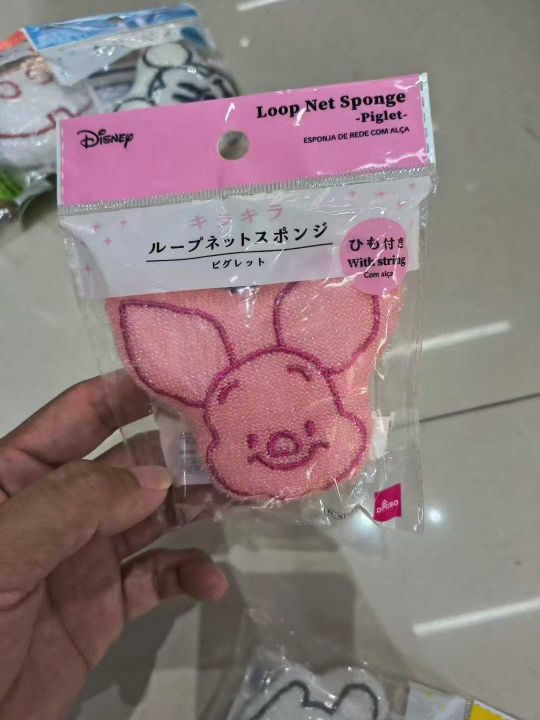 Disney
Loop Net Sponge
-Piglet-
ESPONJA DE REDE COM ALÇA
キラキラ
ループネットスポンジ
ピグレット
ひも付き
With string
Com alça
DAISO